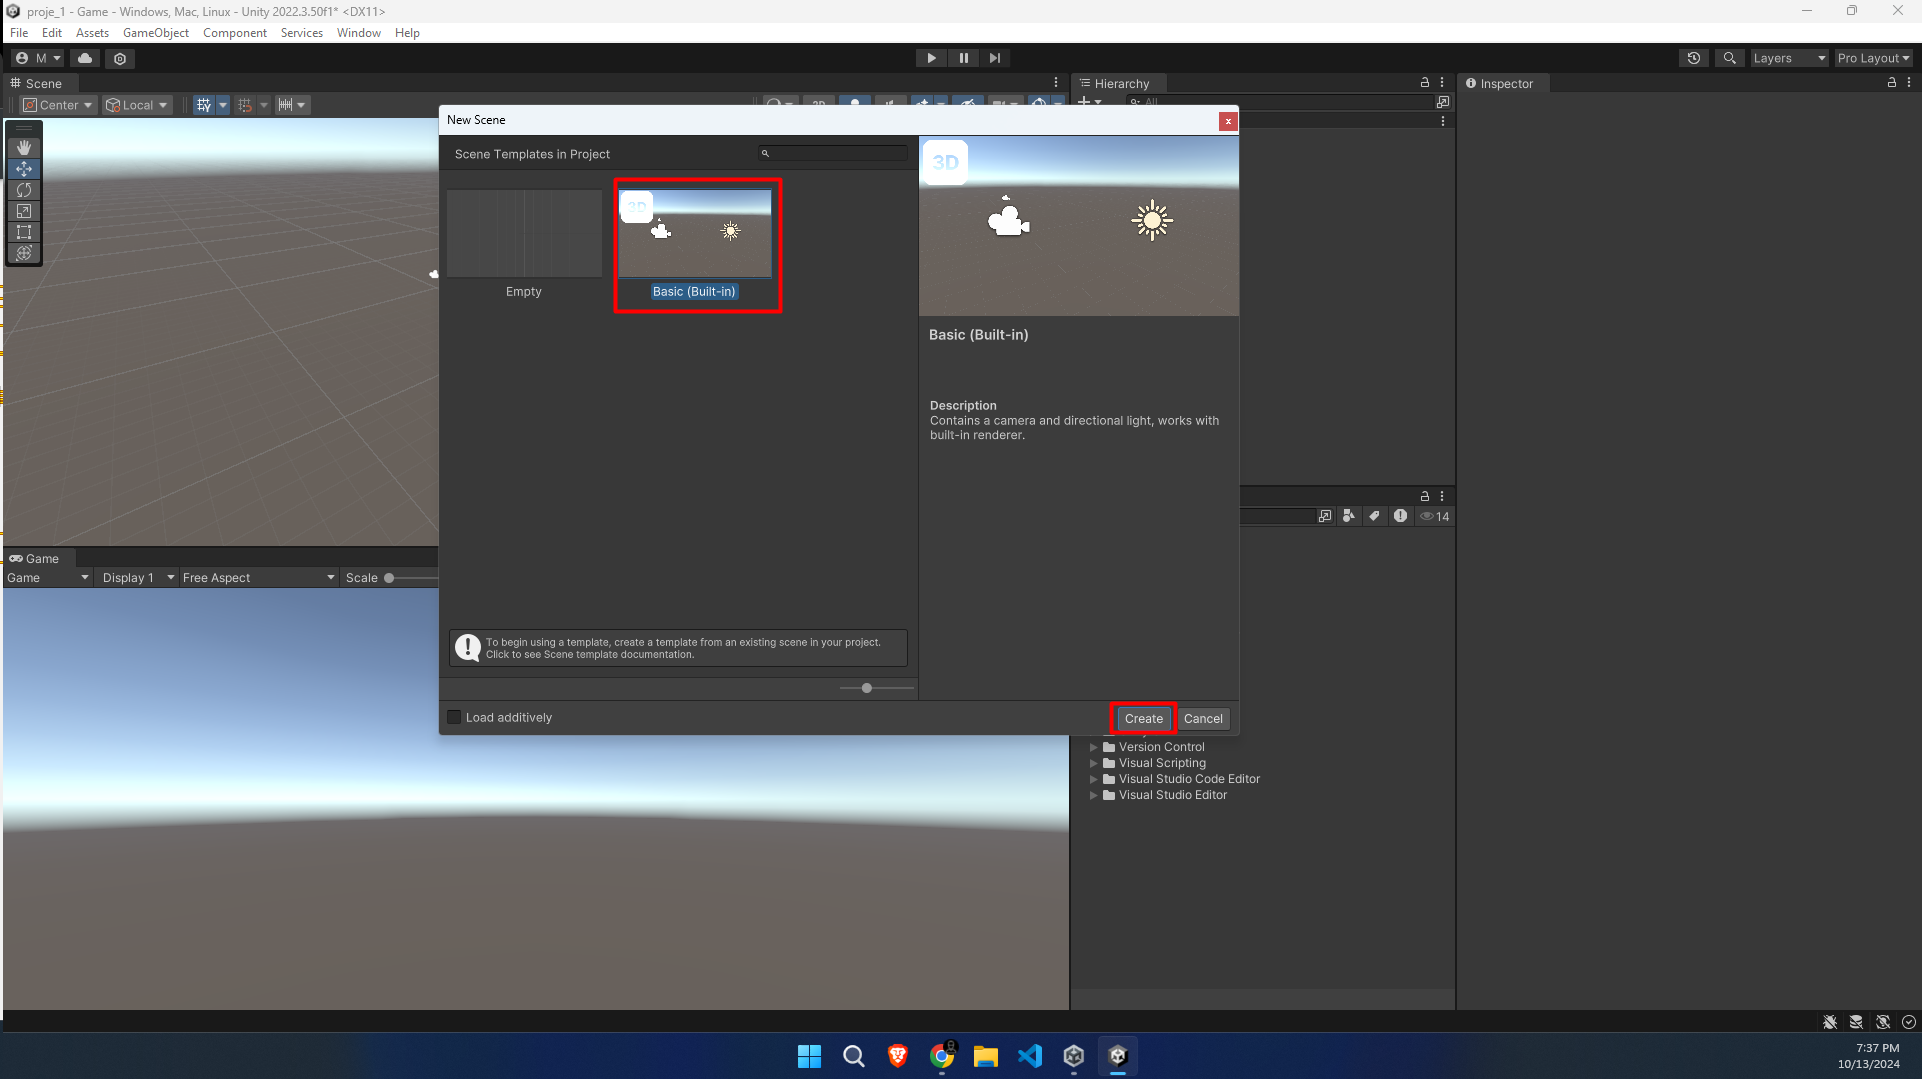 proje_1 - Game - Windows, Mac, Linux - Unity 2022.3.50f1* <DX11>
File Edit Assets GameObject Component Services Window Help
M Layers Pro Layout
Scene Hierarchy Inspector
Center Local
All
New Scene
x
Scene Templates in Project
3D
3D
Empty Basic (Built-in)
Basic (Built-in)
Description
Contains a camera and directional light, works with
built-in renderer.
14
Game
Game Display 1 Free Aspect Scale
To begin using a template, create a template from an existing scene in your project.
Click to see Scene template documentation.
Load additively Create Cancel
Version Control
Visual Scripting
Visual Studio Code Editor
Visual Studio Editor
7:37 PM
10/13/2024